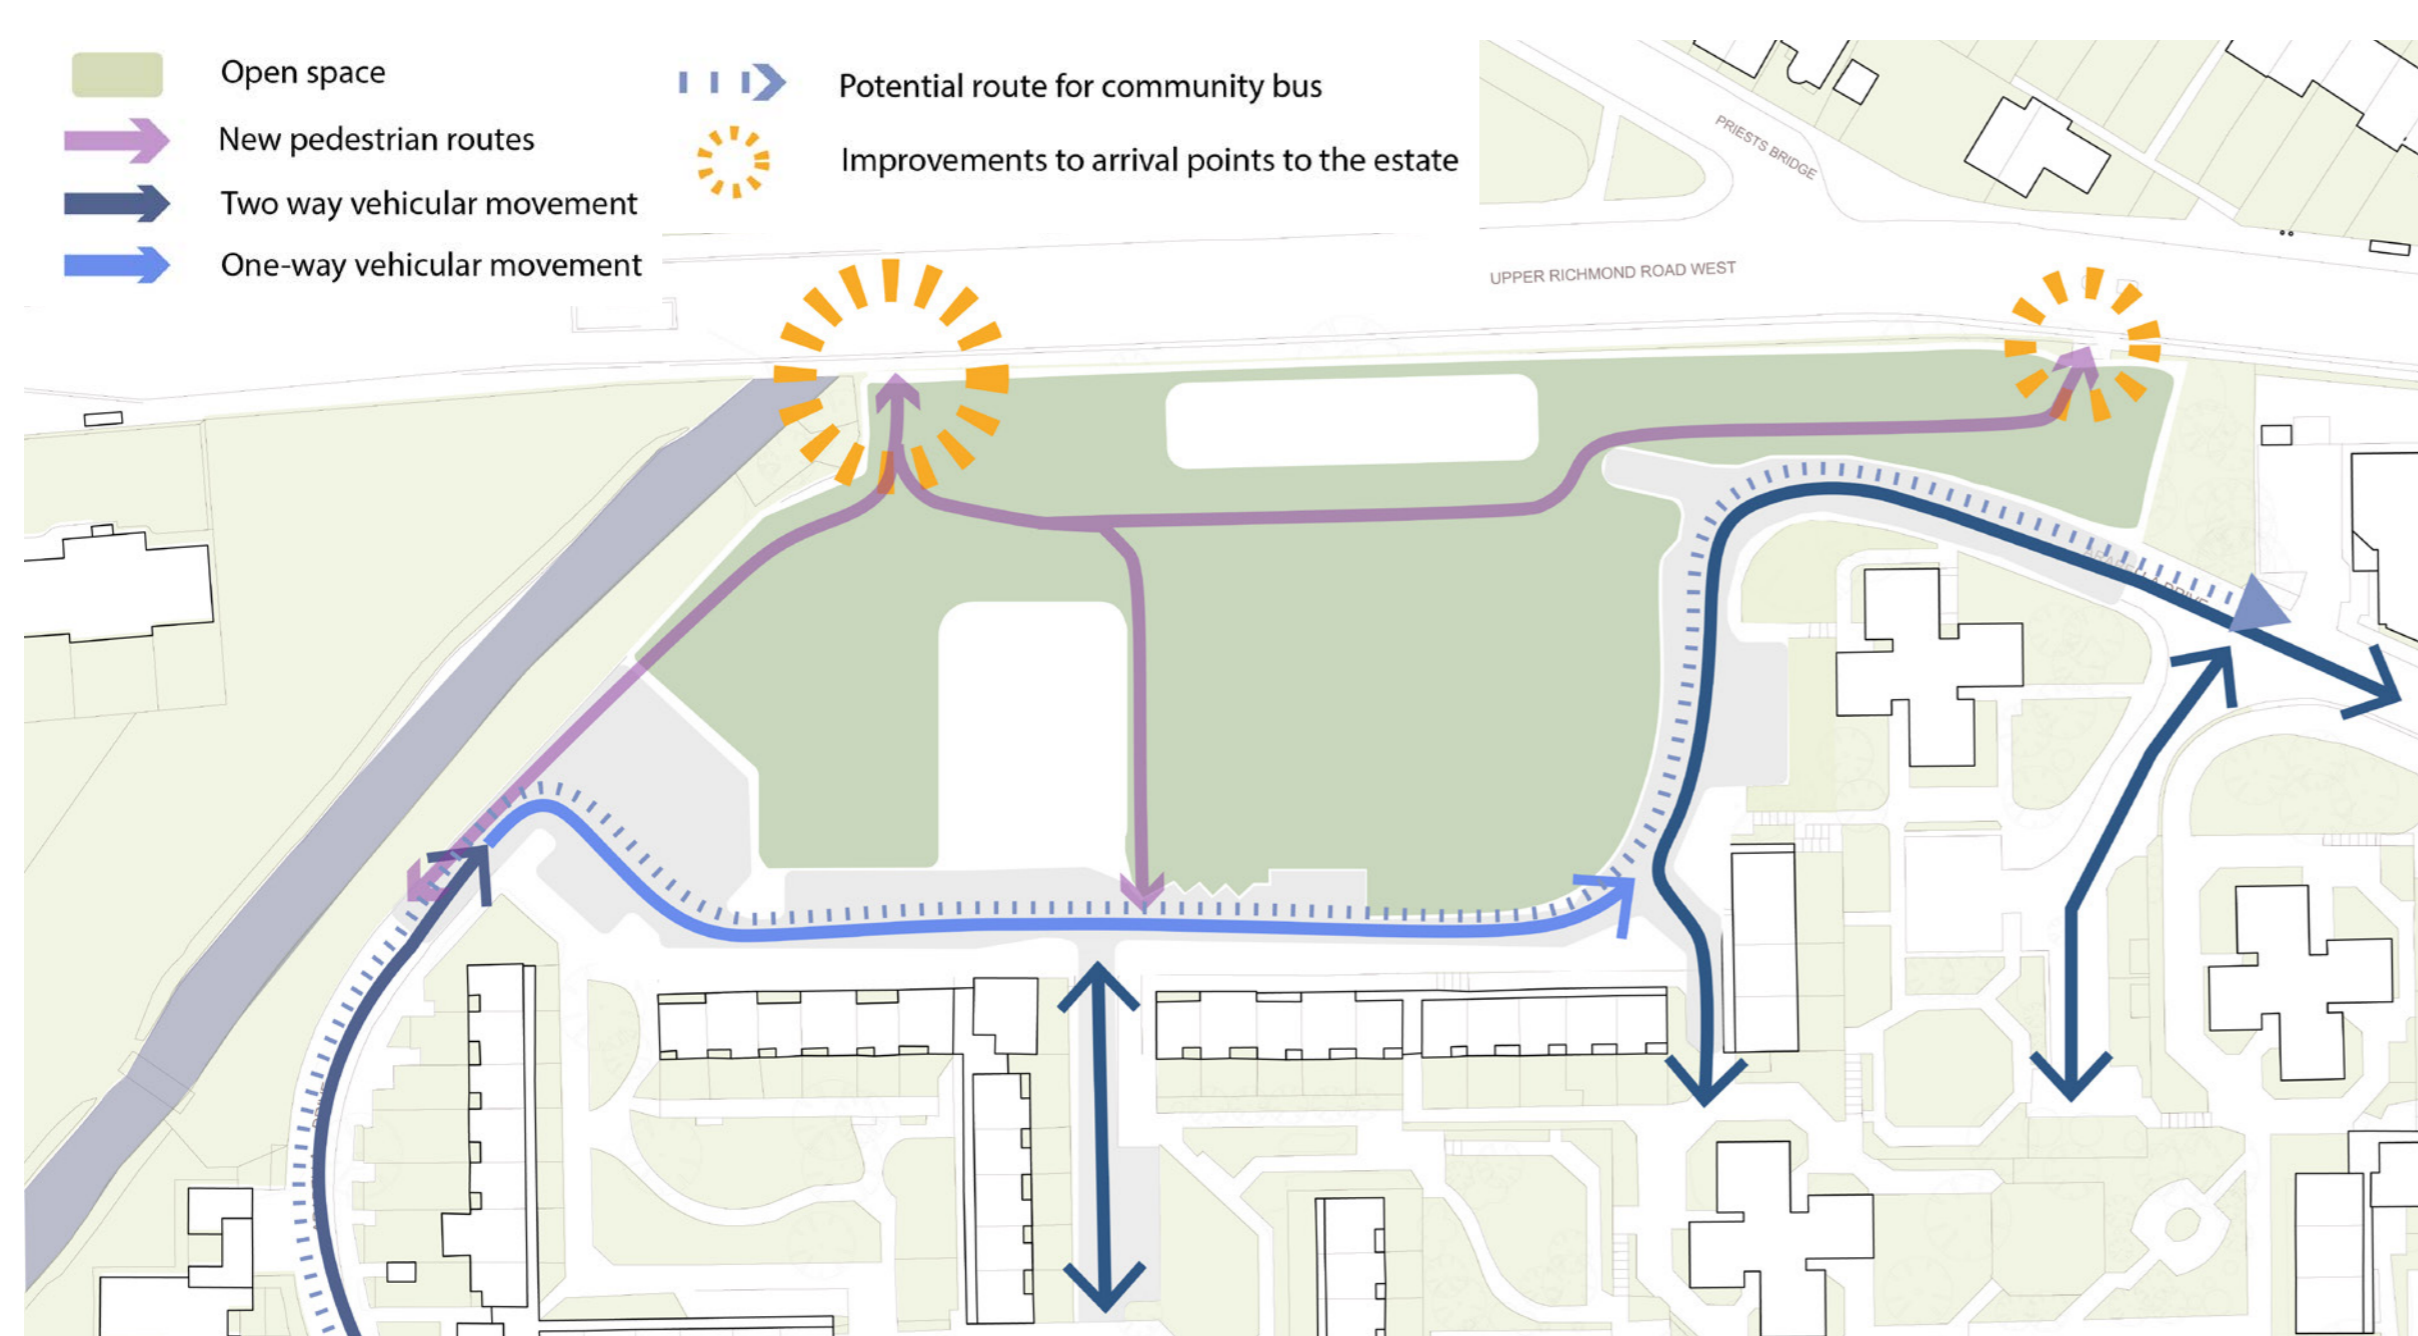 Open space
New pedestrian routes
Two way vehicular movement
One-way vehicular movement
Potential route for community bus
Improvements to arrival points to the estate
PRIESTS BRIDGE
UPPER RICHMOND ROAD WEST